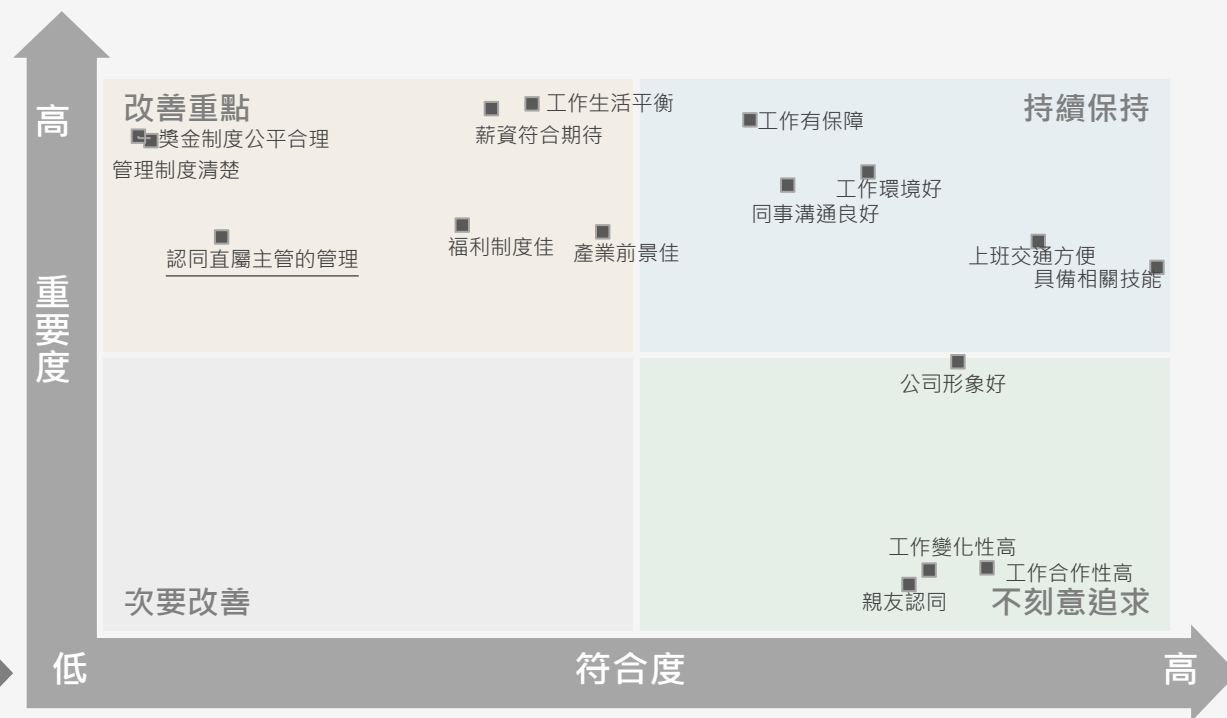 高
重要度
改善重點
持續保持
工作生活平衡
薪資符合期待
工作有保障
獎金制度公平合理
管理制度清楚
工作環境好
同事溝通良好
福利制度佳
產業前景佳
認同直屬主管的管理
上班交通方便
具備相關技能
公司形象好
工作變化性高
工作合作性高
親友認同
次要改善
不刻意追求
低
符合度
高